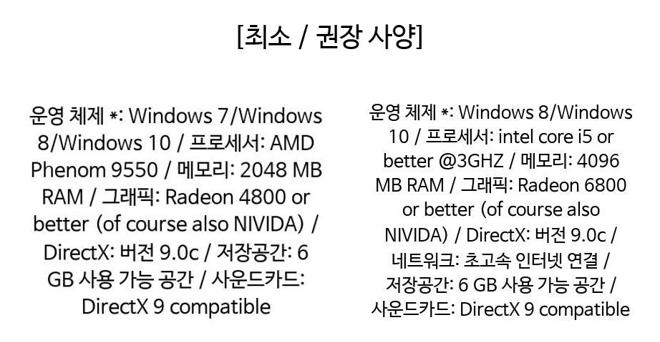 [최소 / 권장 사양]
운영 체제 *: Windows 7/Windows
8/Windows 10 / 프로세서: AMD
Phenom 9550 / 메모리: 2048 MB
RAM / 그래픽: Radeon 4800 or
better (of course also NIVIDA) /
DirectX: 버전 9.0c / 저장공간: 6
GB 사용 가능 공간 / 사운드카드:
DirectX 9 compatible
운영 체제 *: Windows 8/Windows
10 / 프로세서: intel core i5 or
better @3GHZ / 메모리: 4096
MB RAM / 그래픽: Radeon 6800
or better (of course also
NIVIDA) / DirectX: 버전 9.0c /
네트워크: 초고속 인터넷 연결 /
저장공간: 6 GB 사용 가능 공간 /
사운드카드: DirectX 9 compatible